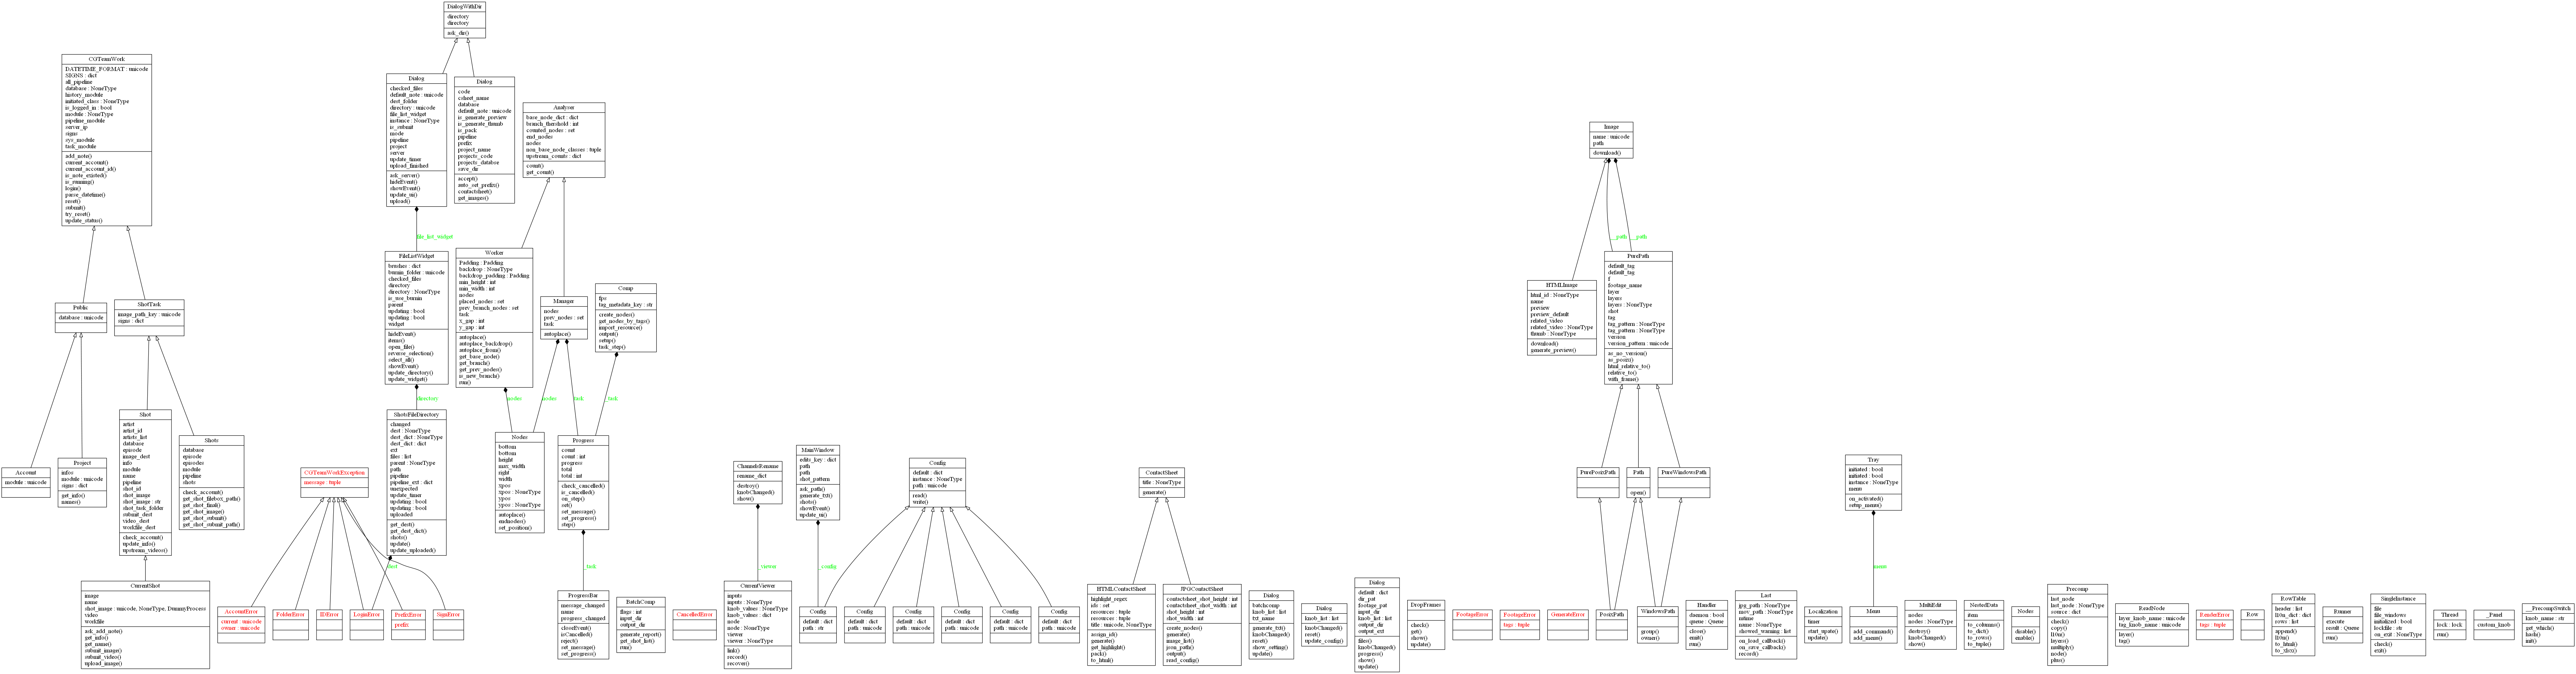 DialogWithDir
directory
directory
ask_dir()
CGTeamWork
DATETIME_FORMAT : unicode
SIGNS : dict
all_pipeline
database : NoneType
history_module
initiated_class : NoneType
is_logged_in : bool
module : NoneType
pipeline_module
server_ip
signs
sys_module
task_module
add_note()
current_account()
current_account_id()
is_note_existed()
is_running()
login()
parse_datetime()
reset()
submit()
try_reset()
update_status()
Dialog
checked_files
default_note : unicode
dest_folder
directory : unicode
file_list_widget
instance : NoneType
is_submit
mode
pipeline
project
server
update_timer
upload_finished
ask_server()
hideEvent()
showEvent()
update_ui()
upload()
Dialog
code
csheet_name
database
default_note : unicode
is_generate_preview
is_generate_thumb
is_pack
pipeline
prefix
project_name
projects_code
projects_databse
save_dir
accept()
auto_set_prefix()
contactsheet()
get_images()
Analyser
base_node_dict : dict
branch_thershold : int
counted_nodes : set
end_nodes
nodes
non_base_node_classes : tuple
upstream_counts : dict
count()
get_count()
Image
name : unicode
path
download()
file_list_widget
_path
_path
FileListWidget
brushes : dict
burnin_folder : unicode
checked_files
directory
directory : NoneType
is_use_burnin
parent
updating : bool
updating : bool
widget
hideEvent()
items()
open_file()
reverse_selection()
select_all()
showEvent()
update_directory()
update_widget()
Worker
Padding : Padding
backdrop : NoneType
backdrop_padding : Padding
min_height : int
min_width : int
nodes
placed_nodes : set
prev_branch_nodes : set
task
x_gap : int
y_gap : int
autoplace()
autoplace_backdrop()
autoplace_from()
get_base_node()
get_branch()
get_prev_nodes()
is_new_branch()
run()
Manager
nodes
prev_nodes : set
task
autoplace()
Comp
fps
tag_metadata_key : str
create_nodes()
get_nodes_by_tags()
import_resource()
output()
setup()
task_step()
HTMLImage
html_id : NoneType
name
preview
preview_default
related_video
related_video : NoneType
thumb : NoneType
download()
generate_preview()
PurePath
default_tag
default_tag
f
footage_name
layer
layers
layers : NoneType
shot
tag
tag_pattern : NoneType
tag_pattern : NoneType
version
version_pattern : unicode
as_no_version()
as_posix()
html_relative_to()
relative_to()
with_frame()
Public
database : unicode
ShotTask
image_path_key : unicode
signs : dict
directory
nodes
nodes
task
_task
Account
module : unicode
Project
infos
module : unicode
signs : dict
get_info()
names()
Shot
artist
artist_id
artists_list
database
episode
image_dest
info
module
name
pipeline
shot_id
shot_image
shot_image : str
shot_task_folder
submit_dest
video_dest
workfile_dest
check_account()
update_info()
upstream_videos()
Shots
database
episode
episodes
module
pipeline
shots
check_account()
get_shot_filebox_path()
get_shot_final()
get_shot_image()
get_shot_submit()
get_shot_submit_path()
CGTeamWorkException
message : tuple
ShotsFileDirectory
changed
dest : NoneType
dest_dict : NoneType
dest_dict : dict
ext
files : list
parent : NoneType
path
pipeline
pipeline_ext : dict
unexpected
update_timer
updating : bool
updating : bool
uploaded
get_dest()
get_dest_dict()
shots()
update()
update_uploaded()
Nodes
bottom
bottom
height
max_width
right
width
xpos
xpos : NoneType
ypos
ypos : NoneType
autoplace()
endnodes()
set_position()
Progress
count
count : int
progress
total
total : int
check_cancelled()
is_cancelled()
on_step()
set()
set_message()
set_progress()
step()
ChannelsRename
rename_dict
destroy()
knobChanged()
show()
MainWindow
edits_key : dict
path
path
shot_pattern
ask_path()
generate_txt()
shots()
showEvent()
update_ui()
Config
default : dict
instance : NoneType
path : unicode
read()
write()
ContactSheet
title : NoneType
generate()
PurePosixPath
Path
open()
PureWindowsPath
Tray
initiated : bool
initiated : bool
instance : NoneType
menu
on_activated()
setup_menu()
dest
_task
_viewer
_config
menu
CurrentShot
image
name
shot_image : unicode, NoneType, DummyProcess
video
workfile
ask_add_note()
get_info()
get_name()
submit_image()
submit_video()
upload_image()
AccountError
current : unicode
owner : unicode
FolderError
IDError
LoginError
PrefixError
prefix
SignError
ProgressBar
message_changed
name
progress_changed
closeEvent()
isCancelled()
reject()
set_message()
set_progress()
BatchComp
flags : int
input_dir
output_dir
generate_report()
get_shot_list()
run()
CancelledError
CurrentViewer
inputs
inputs : NoneType
knob_values : NoneType
knob_values : dict
node
node : NoneType
viewer
viewer : NoneType
link()
record()
recover()
Config
default : dict
path : str
Config
default : dict
path : unicode
Config
default : dict
path : unicode
Config
default : dict
path : unicode
Config
default : dict
path : unicode
Config
default : dict
path : unicode
HTMLContactSheet
highlight_regex
ids : set
resources : tuple
resources : tuple
title : unicode, NoneType
assign_id()
generate()
get_highlight()
pack()
to_html()
JPGContactSheet
contactsheet_shot_height : int
contactsheet_shot_width : int
shot_height : int
shot_width : int
create_nodes()
generate()
image_list()
json_path()
output()
read_config()
Dialog
batchcomp
knob_list : list
txt_name
generate_txt()
knobChanged()
reset()
show_setting()
update()
Dialog
knob_list : list
knobChanged()
reset()
update_config()
Dialog
default : dict
dir_pat
footage_pat
input_dir
knob_list : list
output_dir
output_ext
files()
knobChanged()
progress()
show()
update()
DropFrames
check()
get()
show()
update()
FootageError
FootageError
tags : tuple
GenerateError
PosixPath
WindowsPath
group()
owner()
Handler
daemon : bool
queue : Queue
close()
emit()
run()
Last
jpg_path : NoneType
mov_path : NoneType
mtime
name : NoneType
showed_warning : list
on_load_callback()
on_save_callback()
record()
Localization
timer
start_upate()
update()
Menu
add_command()
add_menu()
MultiEdit
nodes
nodes : NoneType
destroy()
knobChanged()
show()
NestedData
item
to_columns()
to_dict()
to_rows()
to_tuple()
Nodes
disable()
enable()
Precomp
last_node
last_node : NoneType
source : dict
check()
copy()
l10n()
layers()
multiply()
node()
plus()
ReadNode
layer_knob_name : unicode
tag_knob_name : unicode
layer()
tag()
RenderError
tags : tuple
Row
RowTable
header : list
l10n_dict : dict
rows : list
append()
l10n()
to_html()
to_xlsx()
Runner
execute
result : Queue
run()
SingleInstance
file
file_windows
initialized : bool
lockfile : str
on_exit : NoneType
check()
exit()
Thread
lock : lock
run()
_Panel
custom_knob
__PrecompSwitch
knob_name : str
get_which()
hash()
init()